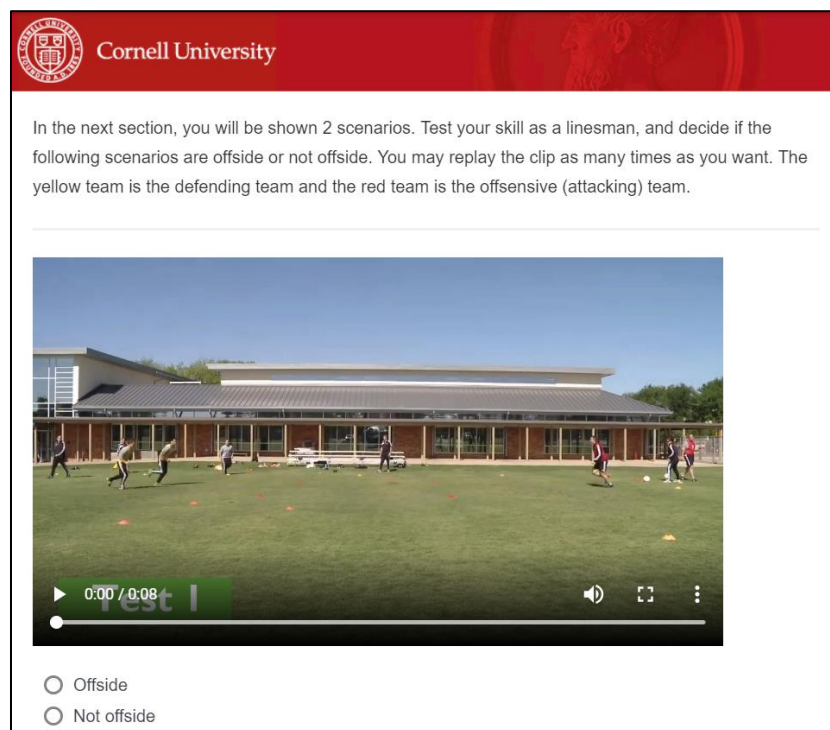 Cornell University
In the next section, you will be shown 2 scenarios. Test your skill as a linesman, and decide if the
following scenarios are offside or not offside. You may replay the clip as many times as you want. The
yellow team is the defending team and the red team is the offsensive (attacking) team.
Test 1
0:00 / 0:08
Offside
Not offside